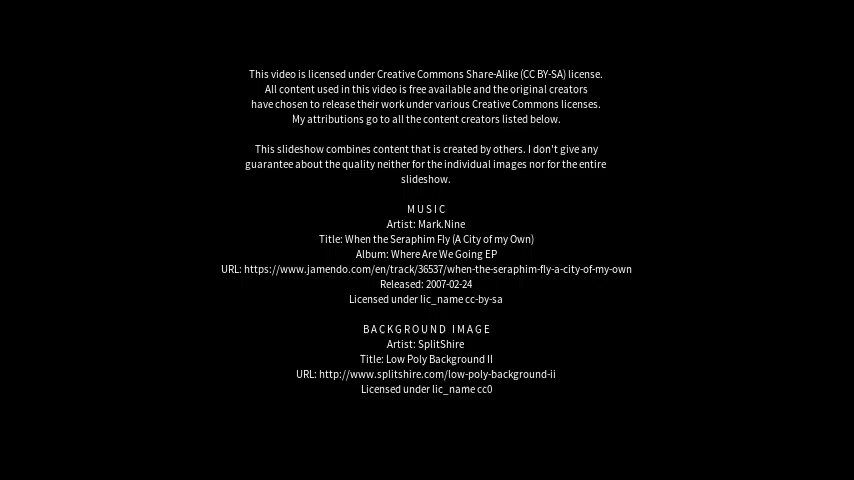 This video is licensed under Creative Commons Share-Alike (CC BY-SA) license.
All content used in this video is free available and the original creators
have chosen to release their work under various Creative Commons licenses.
My attributions go to all the content creators listed below.
This slideshow combines content that is created by others. I don't give any
guarantee about the quality neither for the individual images nor for the entire
slideshow.
MUSIC
Artist: Mark.Nine
Title: When the Seraphim Fly (A City of my Own)
Album: Where Are We Going EP
URL: https://www.jamendo.com/en/track/36537/when-the-seraphim-fly-a-city-of-my-own
Released: 2007-02-24
Licensed under lic_name cc-by-sa
BACKGROUND IMAGE
Artist: SplitShire
Title: Low Poly Background II
URL: http://www.splitshire.com/low-poly-background-ii
Licensed under lic_name cc0